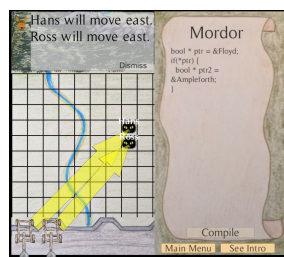 Hans will move east.
Ross will move east.
Dismiss
Hans
Ross
Mordor
bool * ptr = &Floyd;
if(*ptr) {
bool * ptr2 =
&Ampleforth;
}
Compile
Main Menu
See Intro